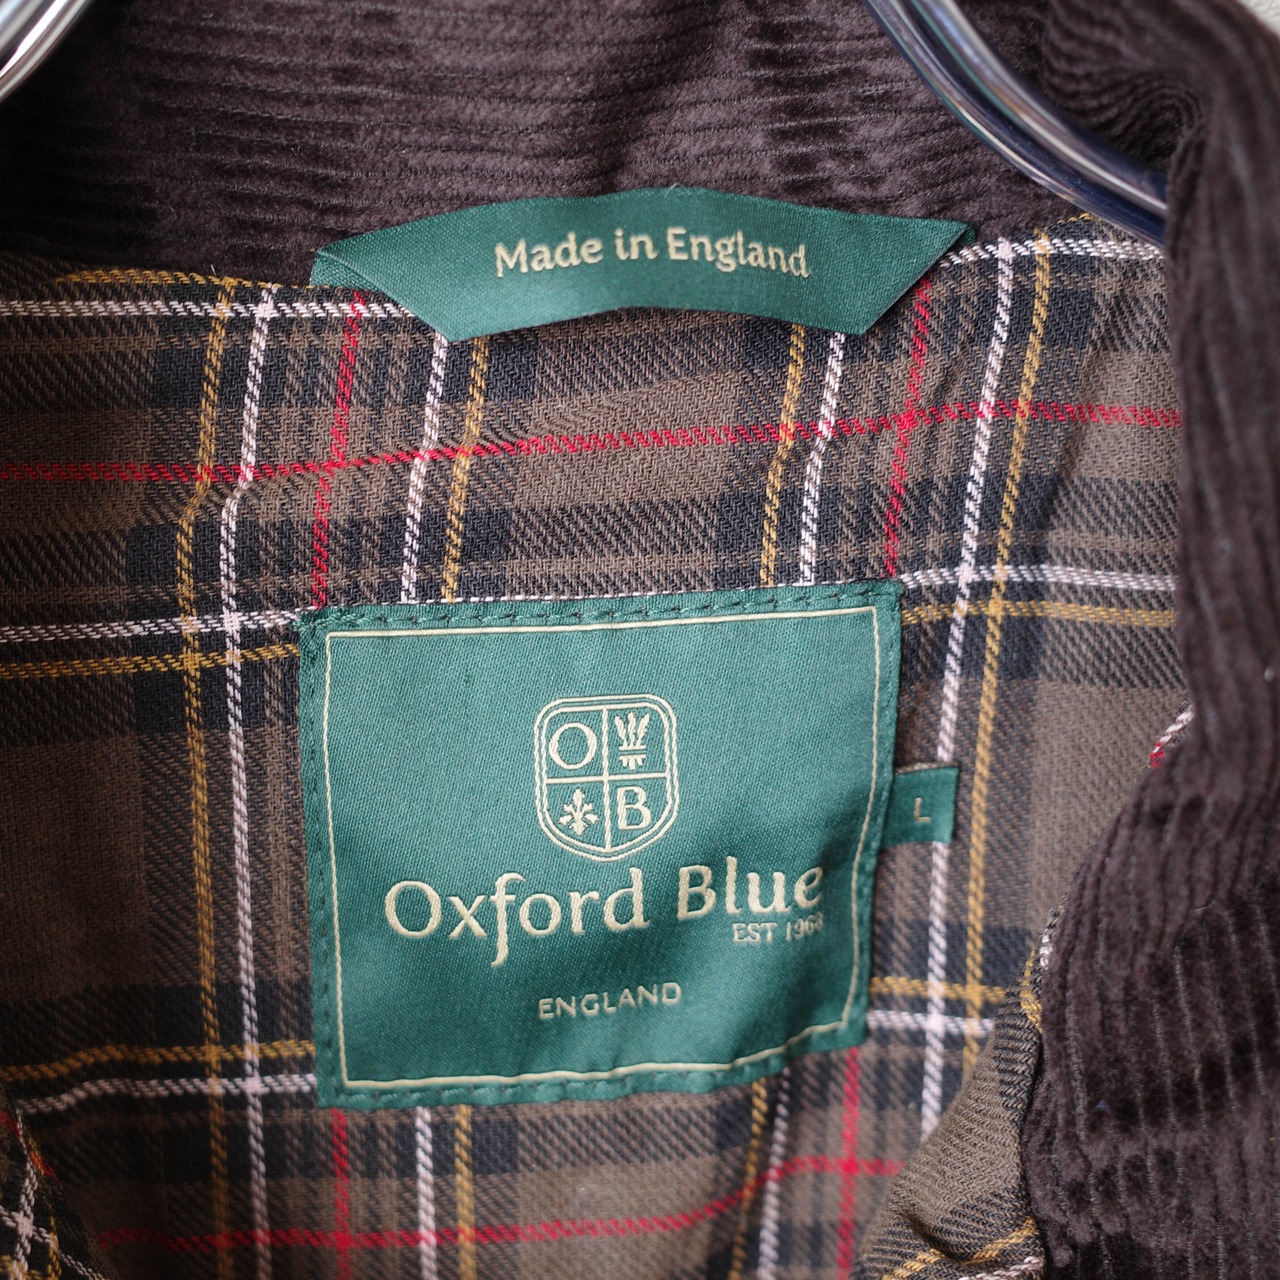 Made in England
O
B
Oxford Blue
EST 1968
ENGLAND
L